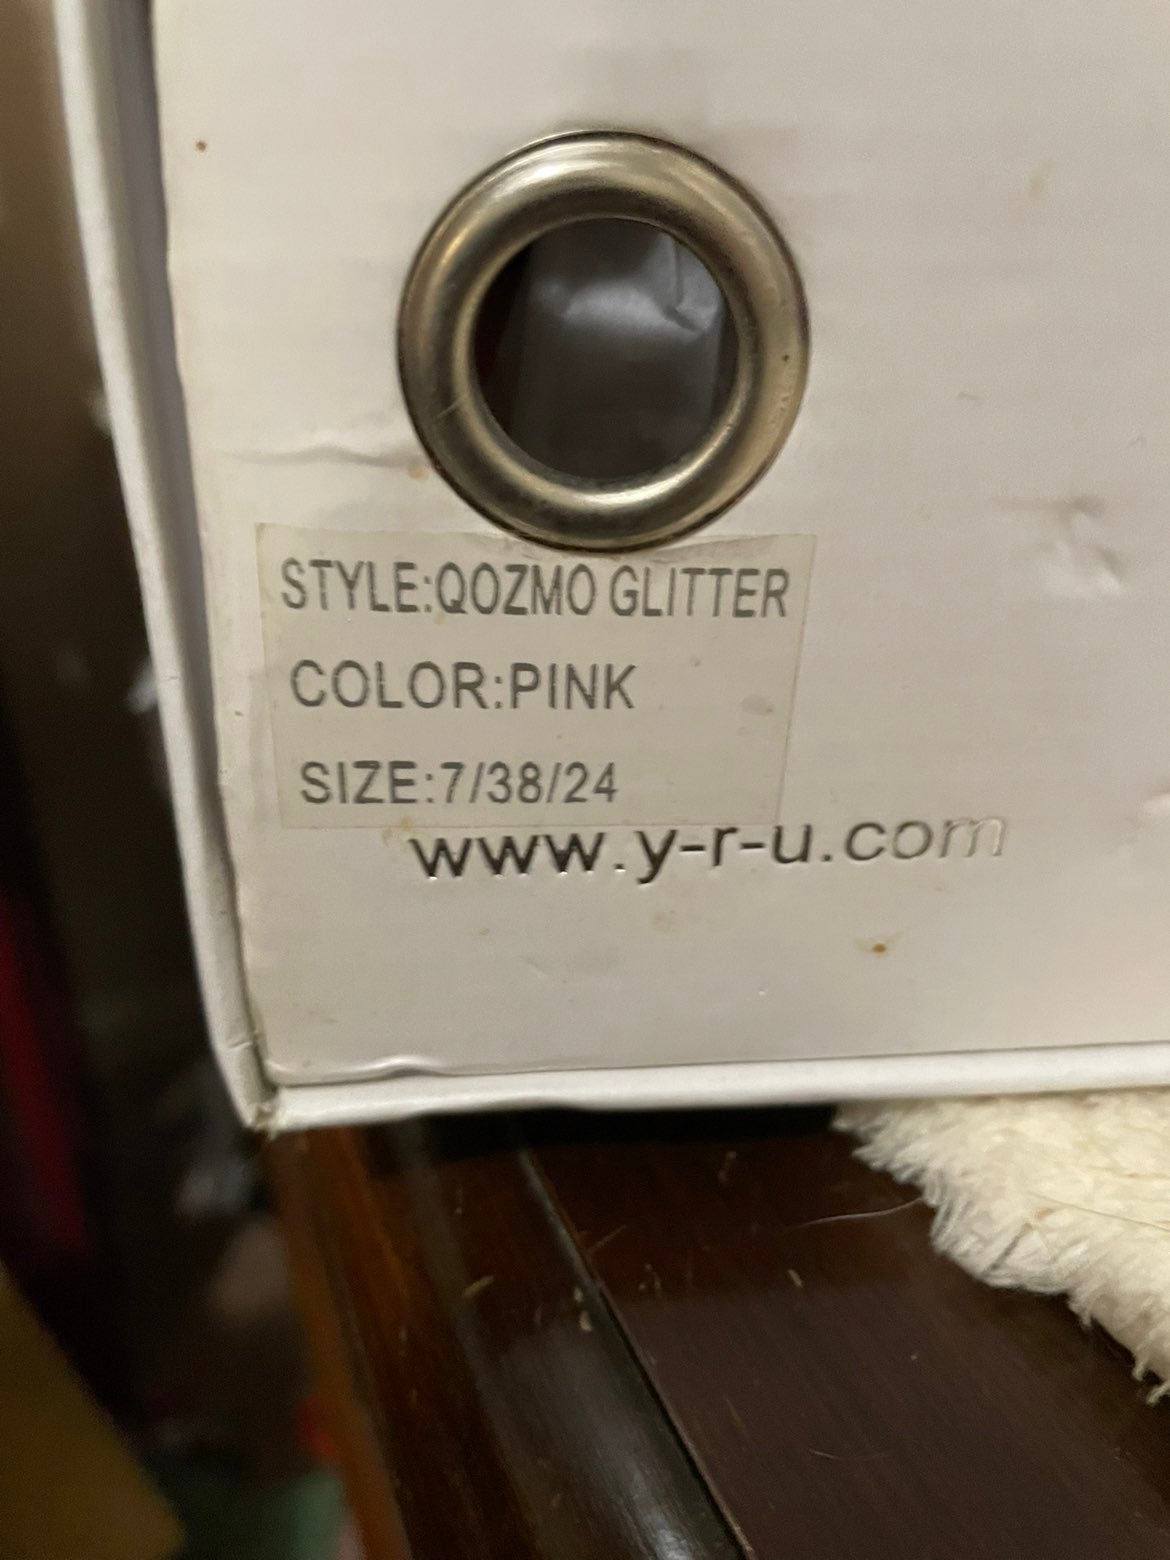 STYLE:QOZMO GLITTER
COLOR:PINK
SIZE:7/38/24
www.y-r-u.com